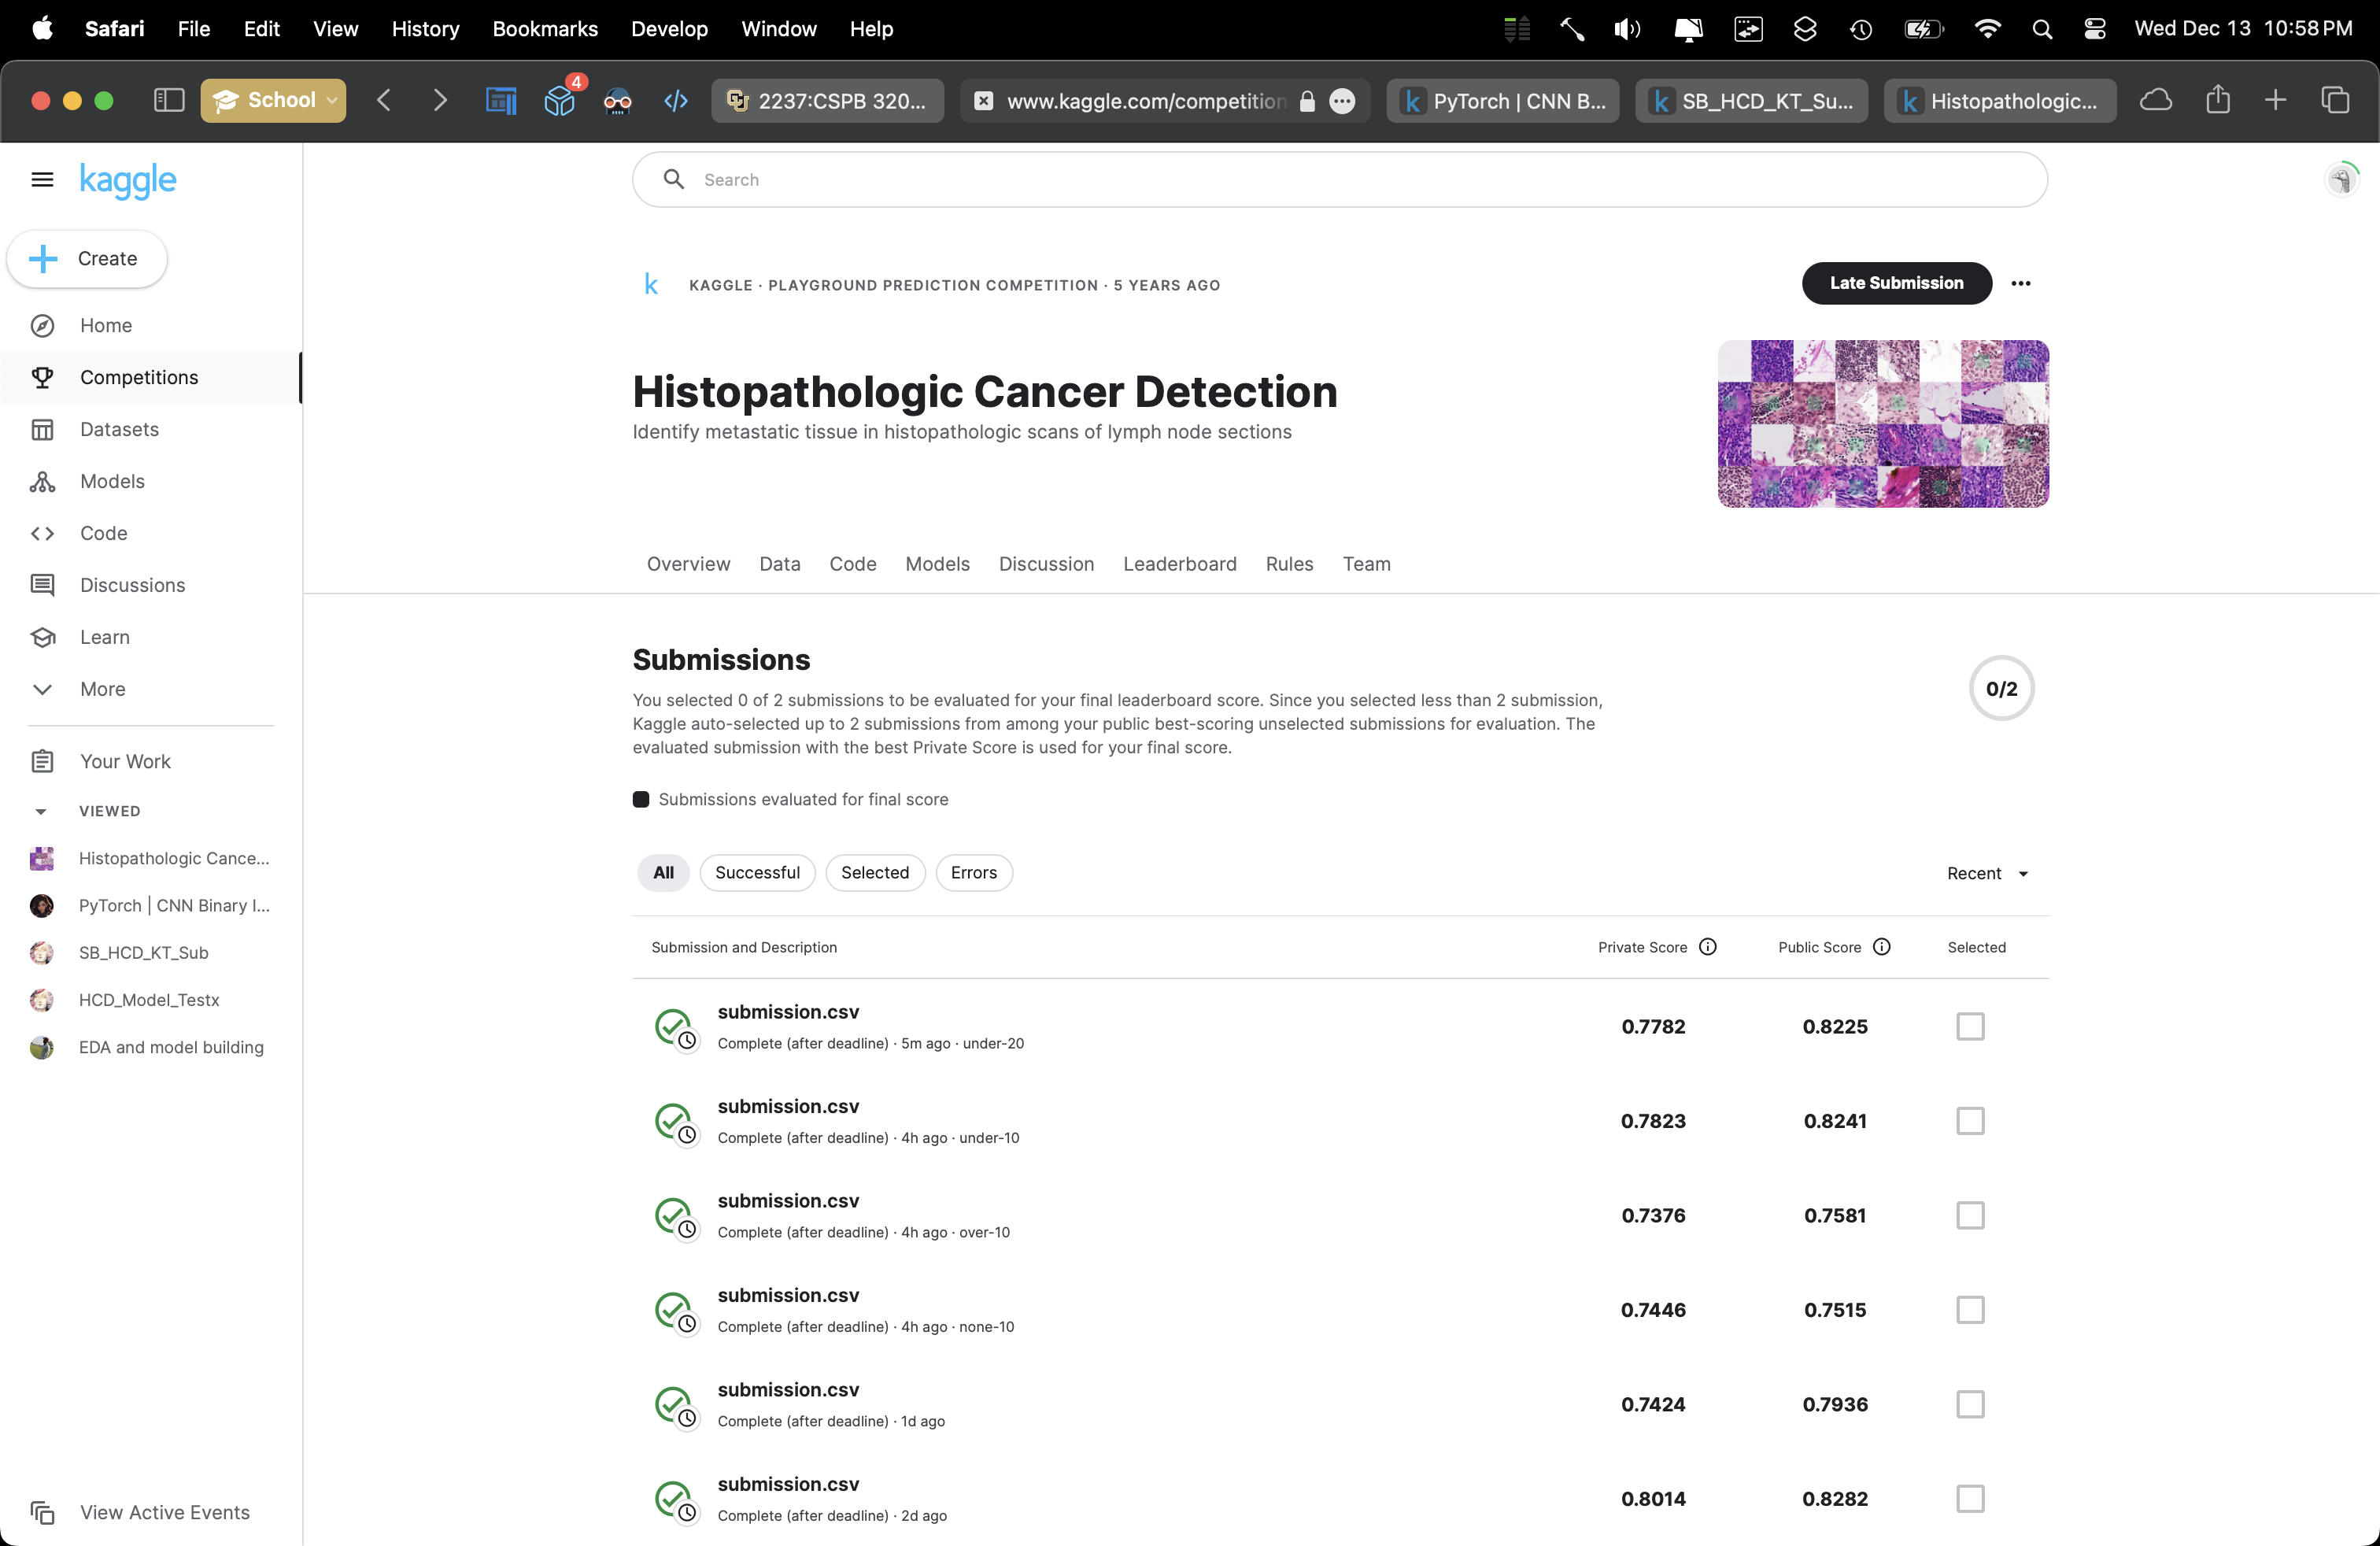 Safari File Edit View History Bookmarks Develop Window Help Wed Dec 13 10:58 PM
School 4 2237:CSPB 320... www.kaggle.com/competition PyTorch | CNN B... SB_HCD_KT_Su... Histopathologic...
kaggle
Search
Create
Home
Competitions
Datasets
Models
Code
Discussions
Learn
More
Your Work
VIEWED
Histopathologic Cance...
PyTorch | CNN Binary I...
SB_HCD_KT_Sub
HCD_Model_Testx
EDA and model building
View Active Events
KAGGLE · PLAYGROUND PREDICTION COMPETITION · 5 YEARS AGO
Late Submission
Histopathologic Cancer Detection
Identify metastatic tissue in histopathologic scans of lymph node sections
Overview Data Code Models Discussion Leaderboard Rules Team
Submissions
0/2
You selected 0 of 2 submissions to be evaluated for your final leaderboard score. Since you selected less than 2 submission,
Kaggle auto-selected up to 2 submissions from among your public best-scoring unselected submissions for evaluation. The
evaluated submission with the best Private Score is used for your final score.
Submissions evaluated for final score
All Successful Selected Errors Recent
Submission and Description Private Score Public Score Selected
submission.csv
Complete (after deadline) · 5m ago · under-20
0.7782 0.8225
submission.csv
Complete (after deadline) · 4h ago · under-10
0.7823 0.8241
submission.csv
Complete (after deadline) · 4h ago · over-10
0.7376 0.7581
submission.csv
Complete (after deadline) · 4h ago · none-10
0.7446 0.7515
submission.csv
Complete (after deadline) · 1d ago
0.7424 0.7936
submission.csv
Complete (after deadline) · 2d ago
0.8014 0.8282